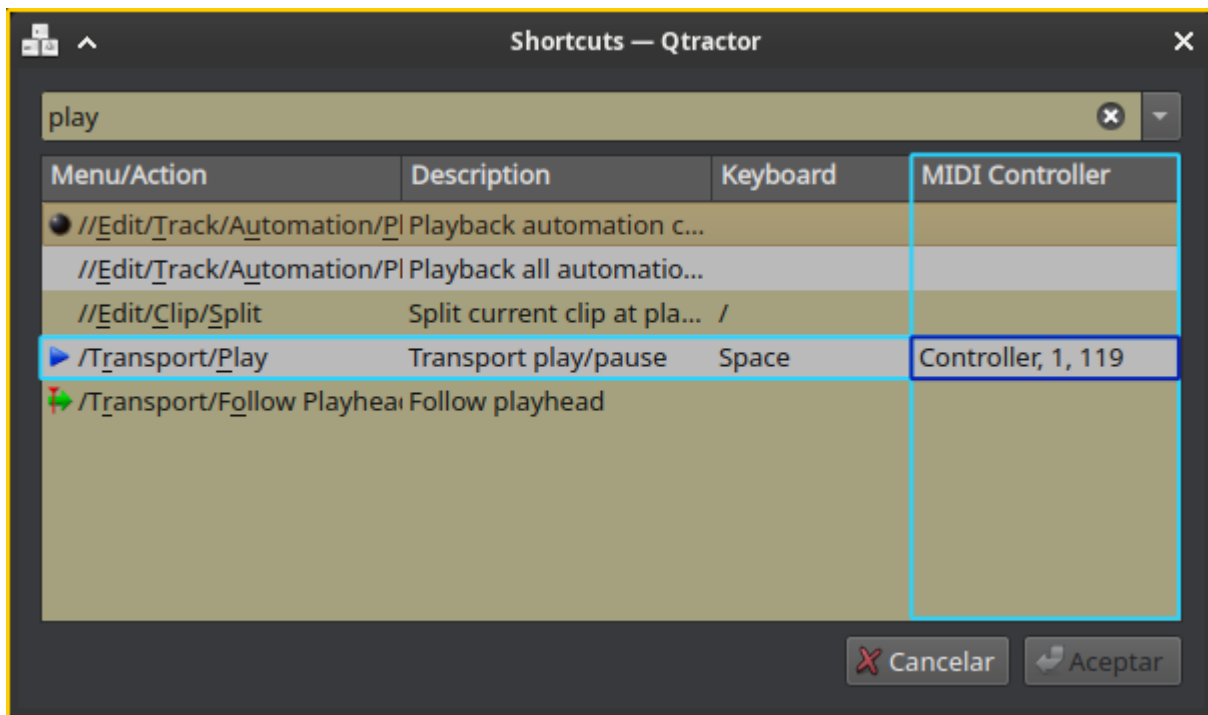 Shortcuts — Qtractor
play
Menu/Action Description Keyboard MIDI Controller
//Edit/Track/Automation/Pl Playback automation c...
//Edit/Track/Automation/Pl Playback all automatio...
//Edit/Clip/Split Split current clip at pla... /
/Transport/Play Transport play/pause Space Controller, 1, 119
/Transport/Follow Playhea Follow playhead
Cancelar Aceptar